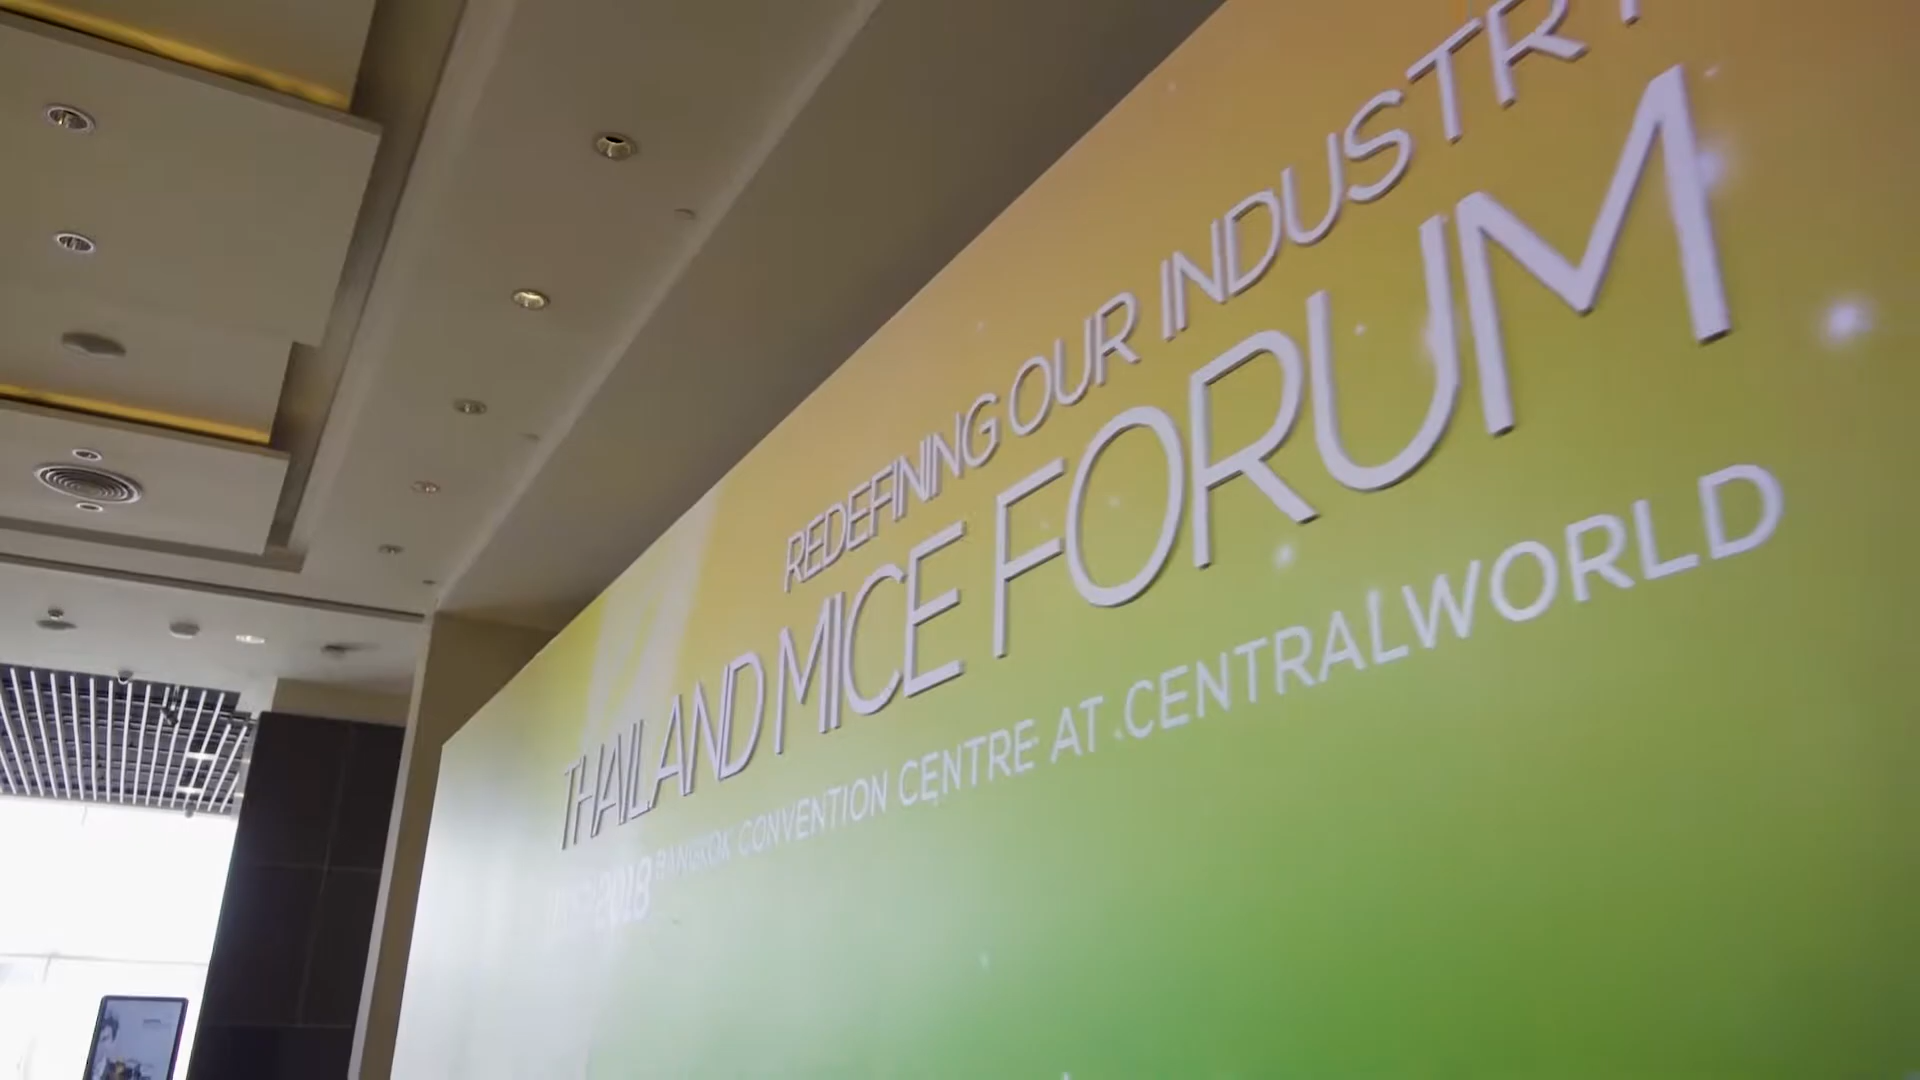 REDEFINING OUR INDUSTRY
THAILAND MICE FORUM
2018 BANGKOK CONVENTION CENTRE AT CENTRALWORLD